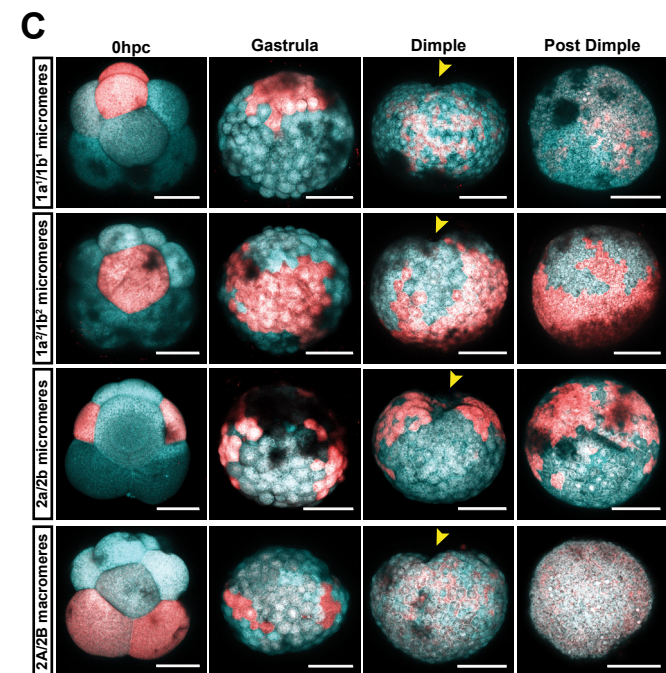 C
0hpc Gastrula Dimple Post Dimple
1a¹/1b¹ micromeres
1a²/1b² micromeres
2a/2b micromeres
2A/2B macromeres